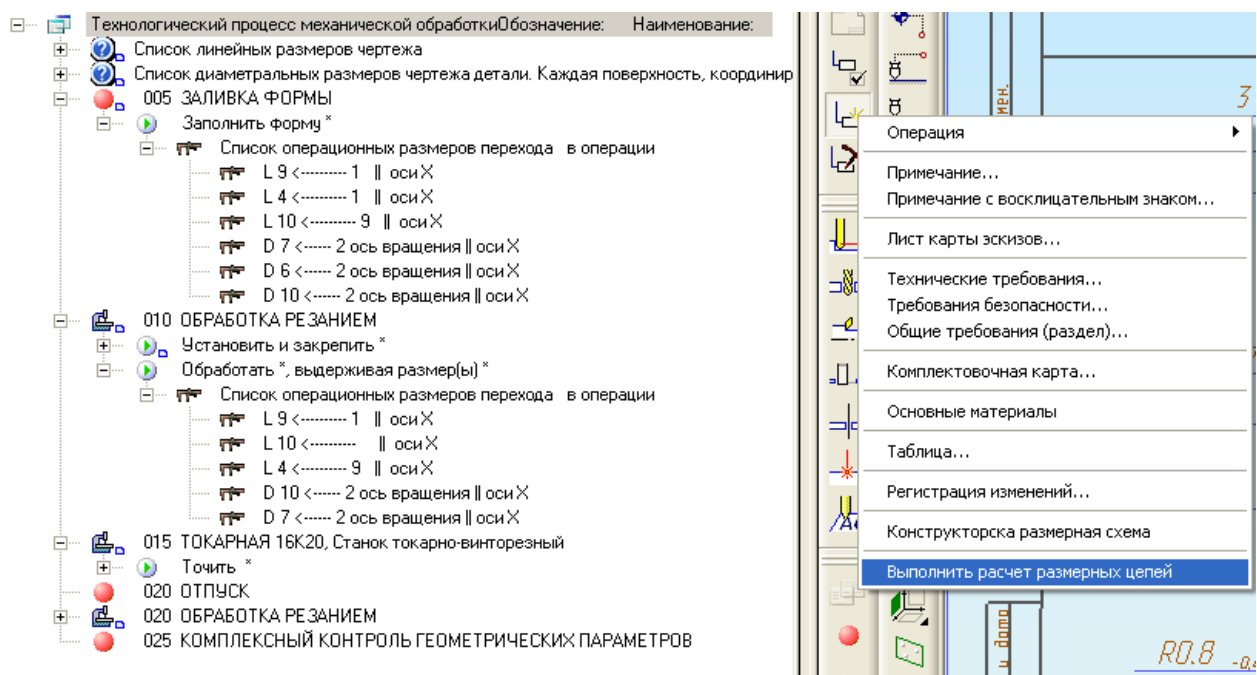 Технологический процесс механической обработкиОбозначение: Наименование:
Список линейных размеров чертежа
Список диаметральных размеров чертежа детали. Каждая поверхность, координир
005 ЗАЛИВКА ФОРМЫ
Заполнить форму *
Список операционных размеров перехода в операции
L 9 <--------- 1 || оси X
L 4 <--------- 1 || оси X
L 10 <--------- 9 || оси X
D 7 <------ 2 ось вращения || оси X
D 6 <------ 2 ось вращения || оси X
D 10 <------ 2 ось вращения || оси X
010 ОБРАБОТКА РЕЗАНИЕМ
Установить и закрепить *
Обработать *, выдерживая размер(ы) *
Список операционных размеров перехода в операции
L 9 <--------- 1 || оси X
L 10 <--------- || оси X
L 4 <--------- 9 || оси X
D 10 <------ 2 ось вращения || оси X
D 7 <------ 2 ось вращения || оси X
015 ТОКАРНАЯ 16К20, Станок токарно-винторезный
Точить *
020 ОТПУСК
020 ОБРАБОТКА РЕЗАНИЕМ
025 КОМПЛЕКСНЫЙ КОНТРОЛЬ ГЕОМЕТРИЧЕСКИХ ПАРАМЕТРОВ
3
Операция
Примечание...
Примечание с восклицательным знаком...
Лист карты эскизов...
Технические требования...
Требования безопасности...
Общие требования (раздел)...
Комплектовочная карта...
Основные материалы
Таблица...
Регистрация изменений...
Конструкторска размерная схема
Выполнить расчет размерных цепей
и дата
R0.8